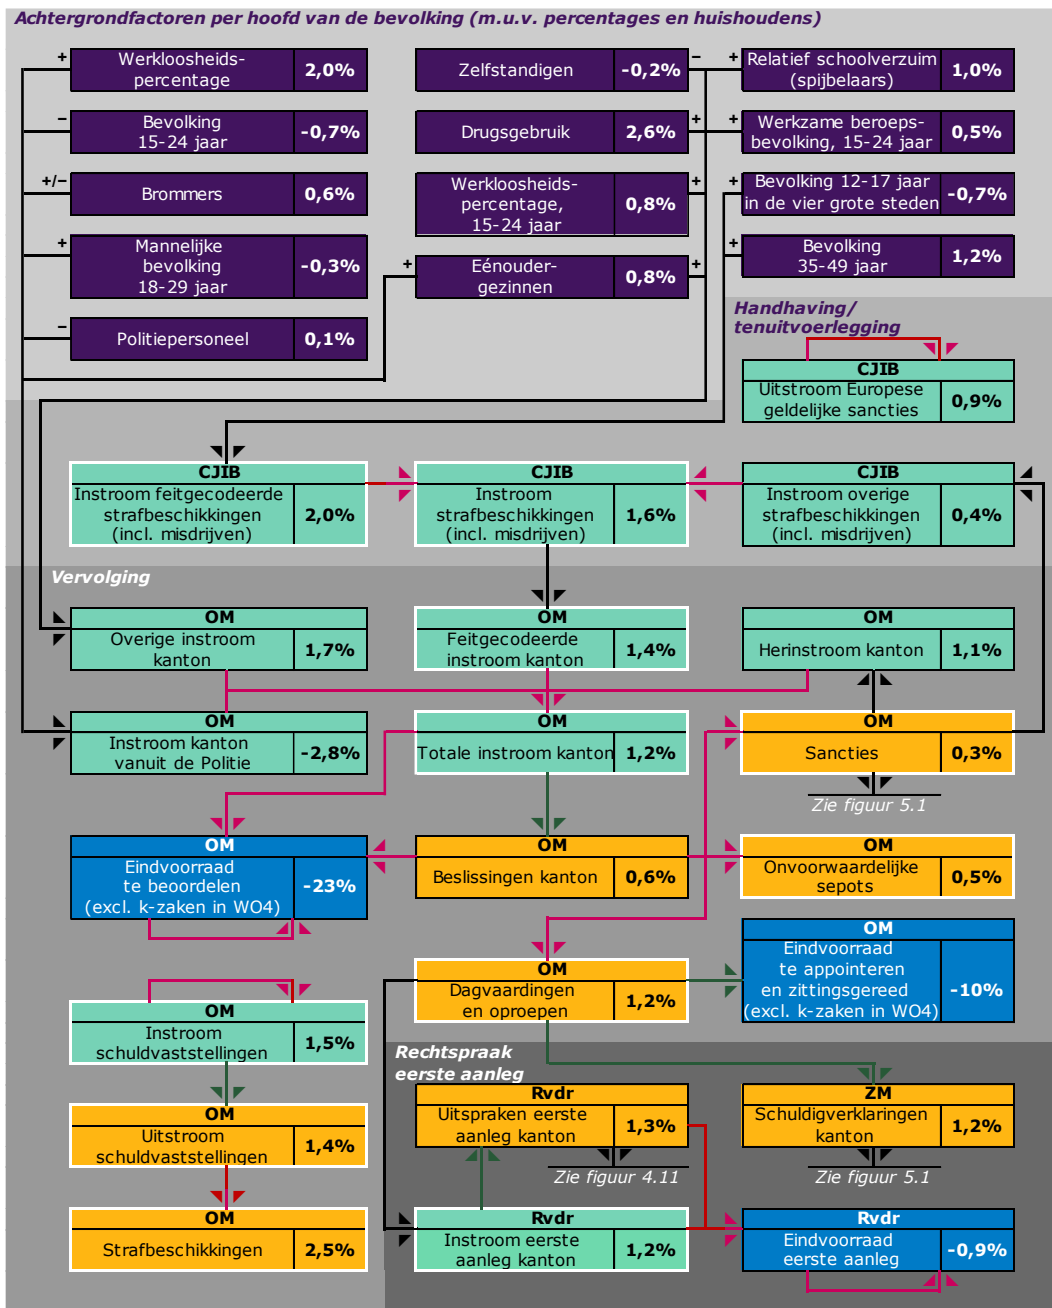 Achtergrondfactoren per hoofd van de bevolking (m.u.v. percentages en huishoudens)
+
Werkloosheids-
percentage
2,0%
Zelfstandigen
-0,2%
−
+
Relatief schoolverzuim
(spijbelaars)
1,0%
−
Bevolking
15-24 jaar
-0,7%
Drugsgebruik
2,6%
+
+
Werkzame beroeps-
bevolking, 15-24 jaar
0,5%
+/−
Brommers
0,6%
Werkloosheids-
percentage,
15-24 jaar
0,8%
+
+
Bevolking 12-17 jaar
in de vier grote steden
-0,7%
+
Mannelijke
bevolking
18-29 jaar
-0,3%
+
Eénouder-
gezinnen
0,8%
+
+
Bevolking
35-49 jaar
1,2%
−
Politiepersoneel
0,1%
Handhaving/
tenuitvoerlegging
CJIB
Uitstroom Europese
geldelijke sancties
0,9%
CJIB
Instroom feitgecodeerde
strafbeschikkingen
(incl. misdrijven)
2,0%
CJIB
Instroom
strafbeschikkingen
(incl. misdrijven)
1,6%
CJIB
Instroom overige
strafbeschikkingen
(incl. misdrijven)
0,4%
Vervolging
OM
Overige instroom
kanton
1,7%
OM
Feitgecodeerde
instroom kanton
1,4%
OM
Herinstroom kanton
1,1%
OM
Instroom kanton
vanuit de Politie
-2,8%
OM
Totale instroom kanton
1,2%
OM
Sancties
0,3%
Zie figuur 5.1
OM
Eindvoorraad
te beoordelen
(excl. k-zaken in WO4)
-23%
OM
Beslissingen kanton
0,6%
OM
Onvoorwaardelijke
sepots
0,5%
OM
Dagvaardingen
en oproepen
1,2%
OM
Eindvoorraad
te appointeren
en zittingsgereed
(excl. k-zaken in WO4)
-10%
OM
Instroom
schuldvaststellingen
1,5%
Rechtspraak
eerste aanleg
OM
Uitstroom
schuldvaststellingen
1,4%
Rvdr
Uitspraken eerste
aanleg kanton
1,3%
Zie figuur 4.11
ZM
Schuldigverklaringen
kanton
1,2%
Zie figuur 5.1
OM
Strafbeschikkingen
2,5%
Rvdr
Instroom eerste
aanleg kanton
1,2%
Rvdr
Eindvoorraad
eerste aanleg
-0,9%